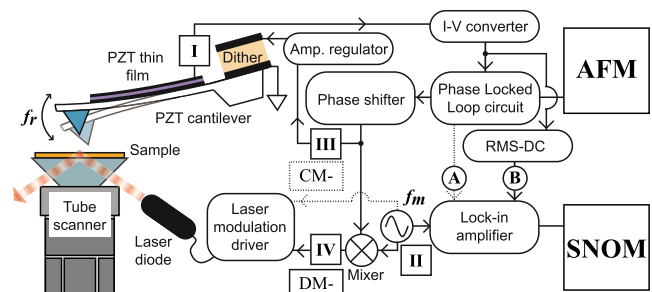 I
I-V converter
PZT thin
film
Dither
Amp. regulator
AFM
Phase shifter
Phase Locked
Loop circuit
fr
PZT cantilever
III
RMS-DC
Sample
CM-
A
B
fm
Tube
scanner
Laser
modulation
driver
Lock-in
amplifier
Laser
diode
IV
Mixer
II
SNOM
DM-